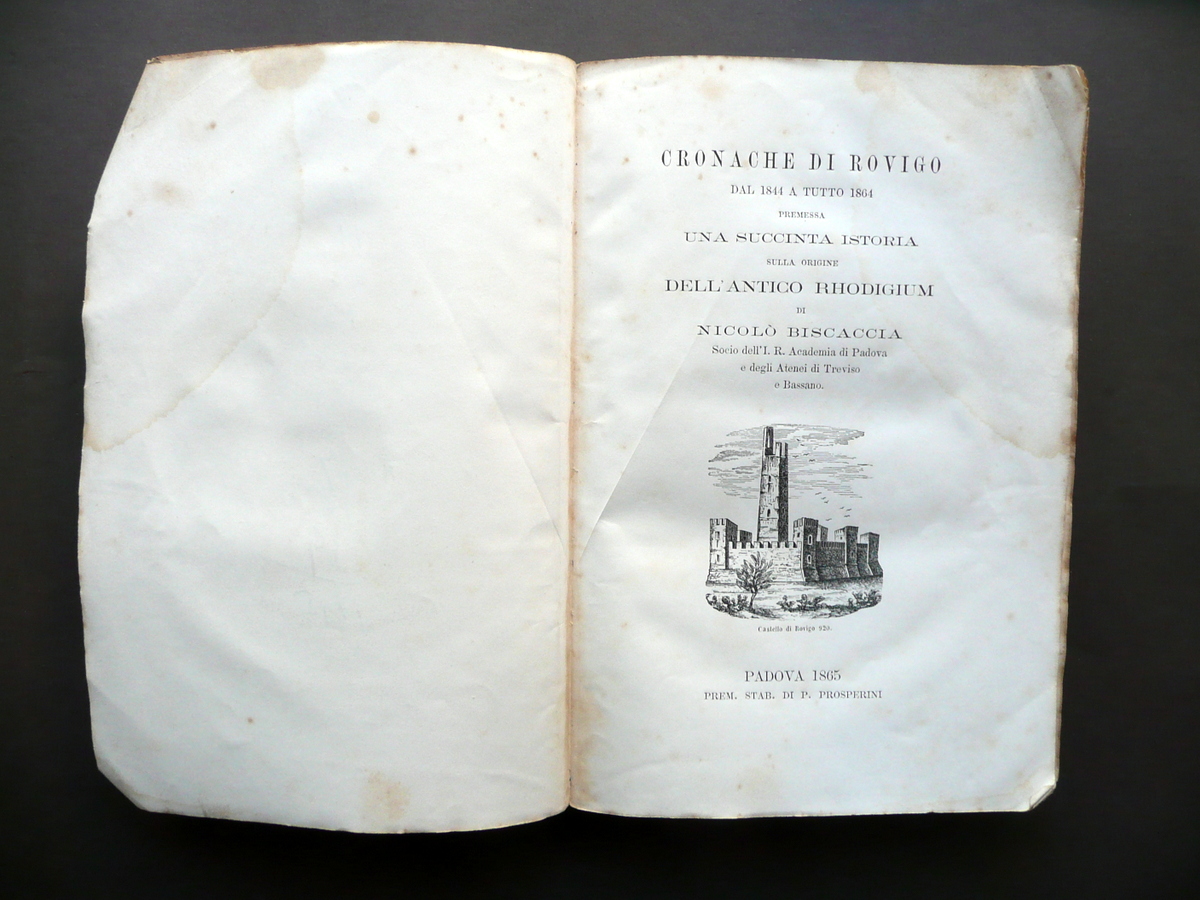 CRONACHE DI ROVIGO
DAL 1844 A TUTTO 1864
PREMESSA
UNA SUCCINTA ISTORIA
SULLA ORIGINE
DELL'ANTICO RHODIGIUM
DI
NICOLÒ BISCACCIA
Socio dell'I. R. Academia di Padova
e degli Atenei di Treviso
e Bassano.
Castello di Rovigo 920.
PADOVA 1865
PREM. STAB. DI P. PROSPERINI